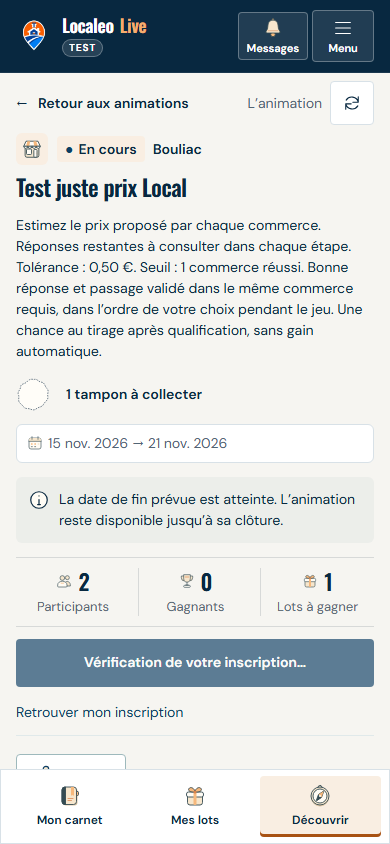 Localeo Live
TEST
Messages
Menu
← Retour aux animations
L’animation
En cours
Bouliac
Test juste prix Local
Estimez le prix proposé par chaque commerce.
Réponses restantes à consulter dans chaque étape.
Tolérance : 0,50 €. Seuil : 1 commerce réussi. Bonne
réponse et passage validé dans le même commerce
requis, dans l’ordre de votre choix pendant le jeu. Une
chance au tirage après qualification, sans gain
automatique.
1 tampon à collecter
15 nov. 2026 → 21 nov. 2026
La date de fin prévue est atteinte. L’animation
reste disponible jusqu’à sa clôture.
2
Participants
0
Gagnants
1
Lots à gagner
Vérification de votre inscription…
Retrouver mon inscription
Mon carnet
Mes lots
Découvrir